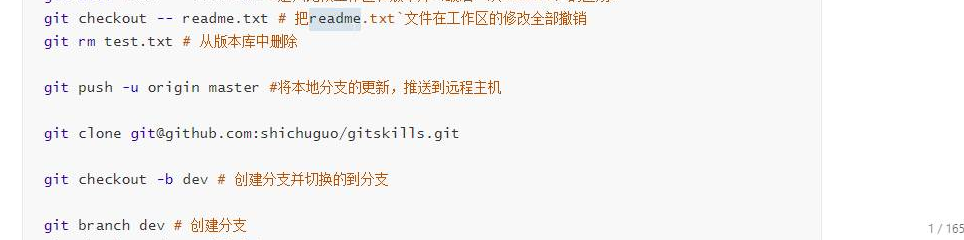 git checkout -- readme.txt # 把readme.txt`文件在工作区的修改全部撤销
git rm test.txt # 从版本库中删除
git push -u origin master #将本地分支的更新，推送到远程主机
git clone git@github.com:shichuguo/gitskills.git
git checkout -b dev # 创建分支并切换的到分支
git branch dev # 创建分支
1 / 165